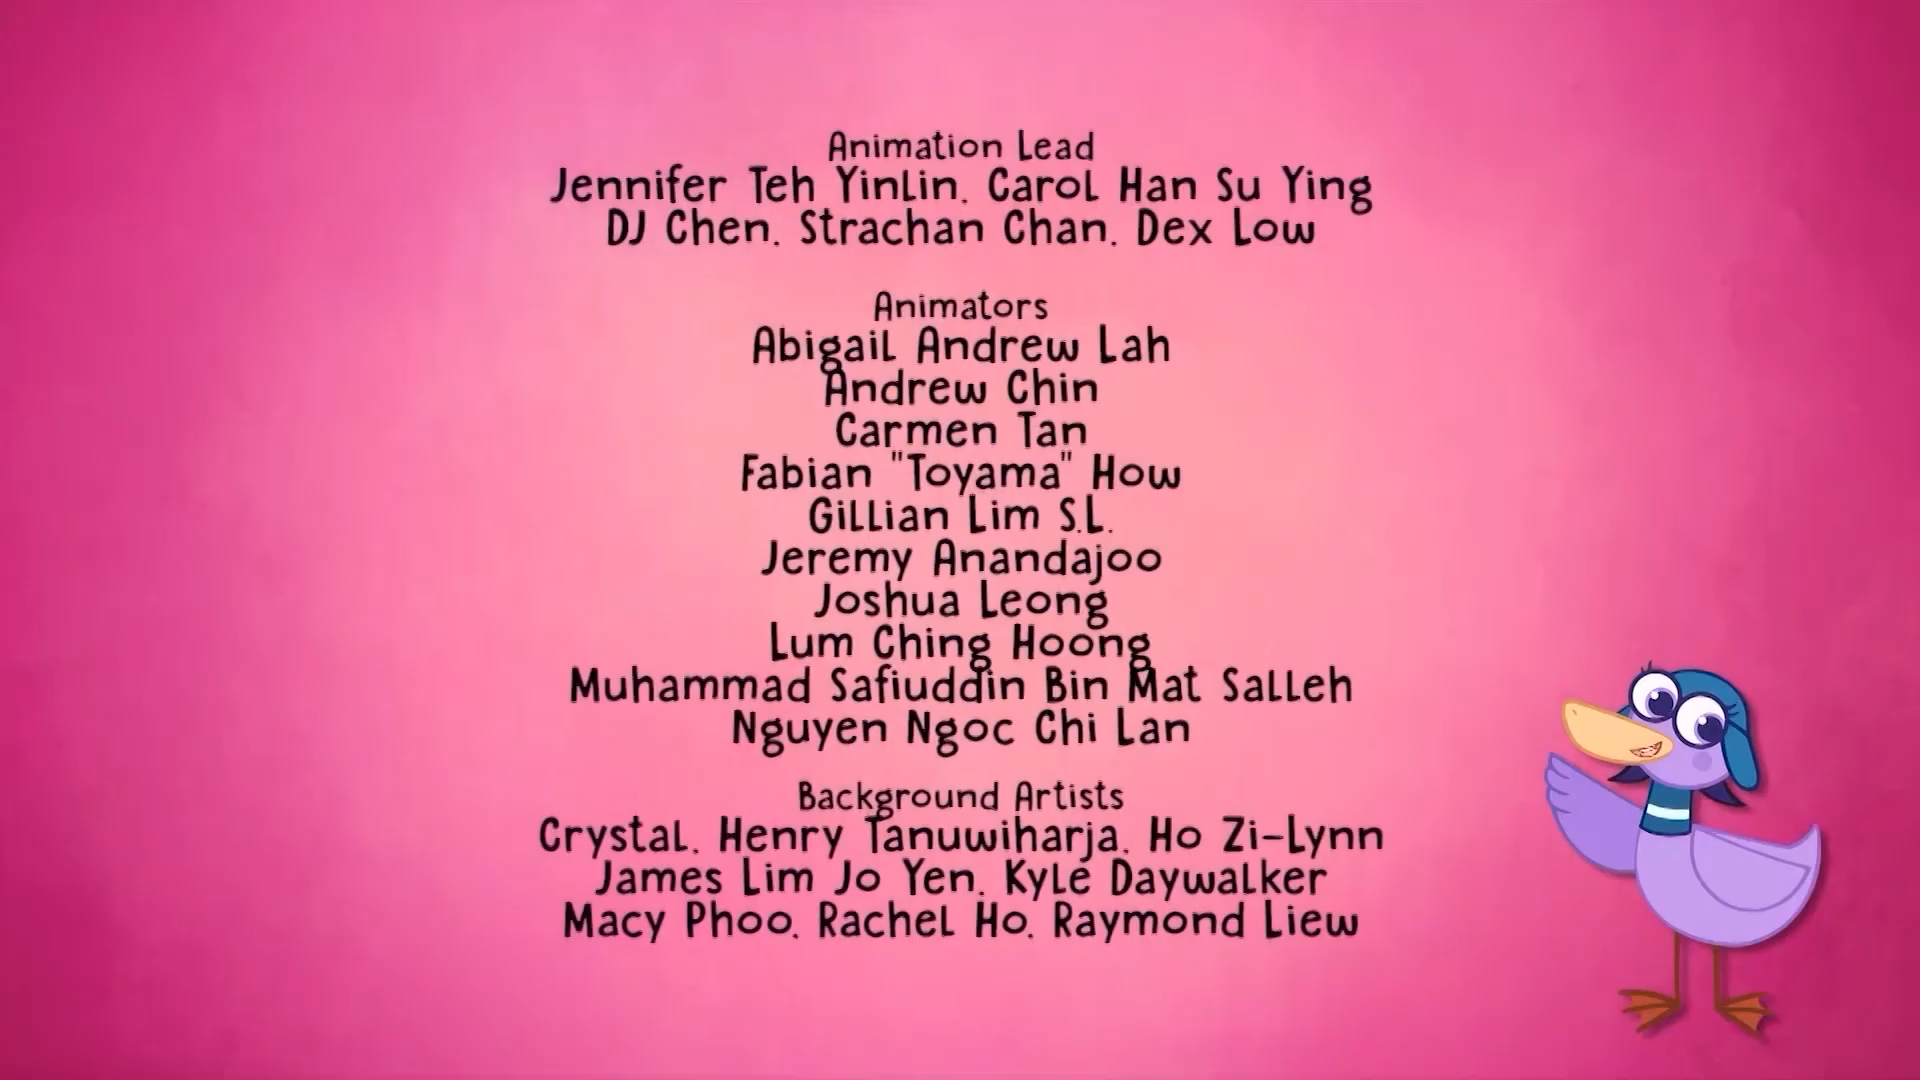 Animation Lead
Jennifer Teh Yinlin, Carol Han Su Ying
DJ Chen, Strachan Chan, Dex Low
Animators
Abigail Andrew Lah
Andrew Chin
Carmen Tan
Fabian "Toyama" How
Gillian Lim S.L.
Jeremy Anandajoo
Joshua Leong
Lum Ching Hoong
Muhammad Safiuddin Bin Mat Salleh
Nguyen Ngoc Chi Lan
Background Artists
Crystal, Henry Tanuwiharja, Ho Zi-Lynn
James Lim Jo Yen, Kyle Daywalker
Macy Phoo, Rachel Ho, Raymond Liew